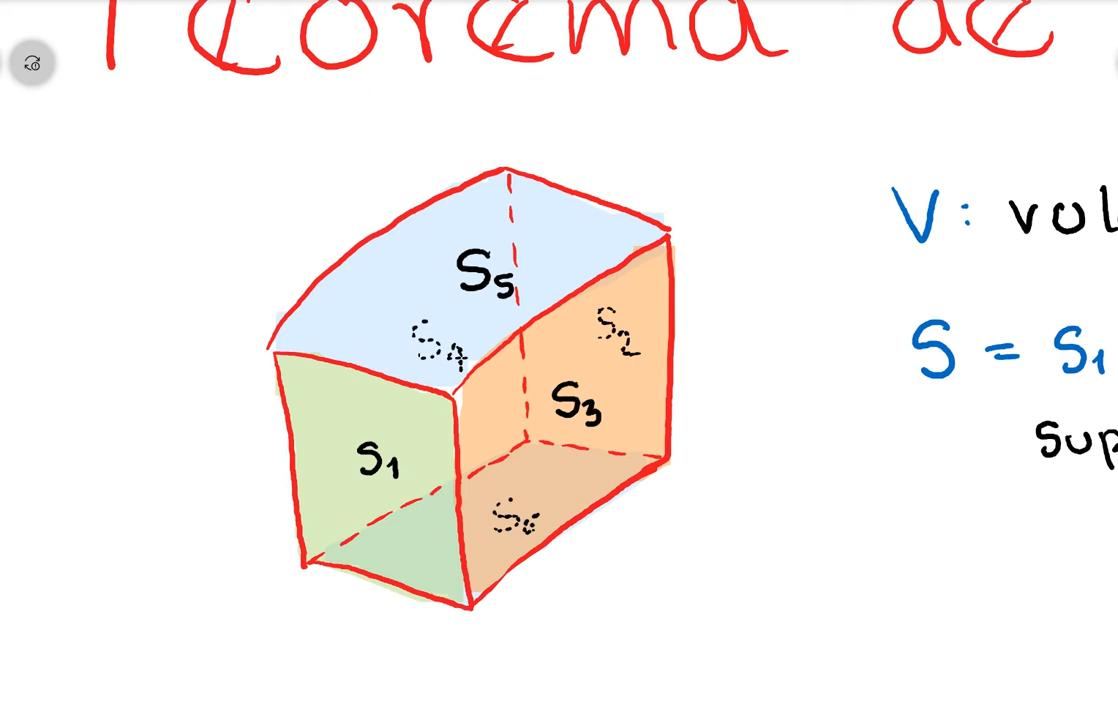 Teorema de
V: vol
S₅
S₄ S₂
S = S₁
S₃
S₁
sup
S₆